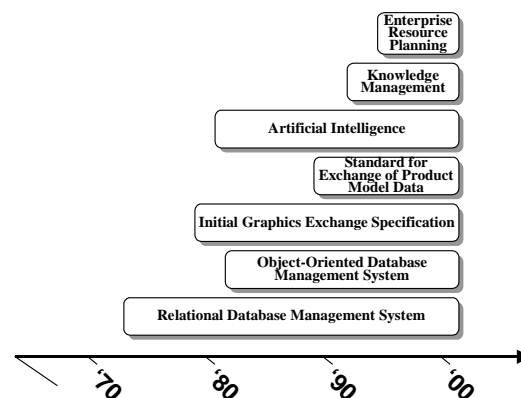 Enterprise
Resource
Planning
Knowledge
Management
Artificial Intelligence
Standard for
Exchange of Product
Model Data
Initial Graphics Exchange Specification
Object-Oriented Database
Management System
Relational Database Management System
'70
'80
'90
'00